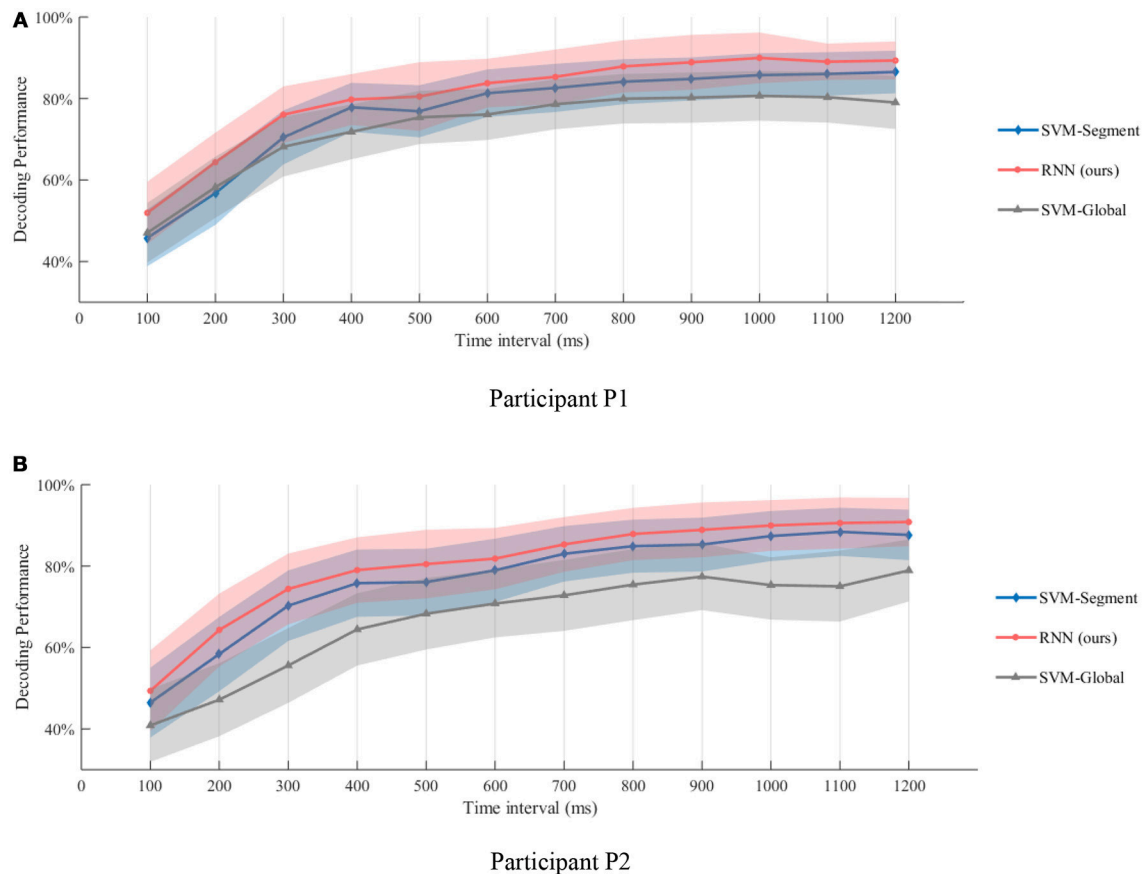 A
100%
80%
60%
40%
Decoding Performance
0 100 200 300 400 500 600 700 800 900 1000 1100 1200
Time interval (ms)
SVM-Segment
RNN (ours)
SVM-Global
Participant P1
B
100%
80%
60%
40%
Decoding Performance
0 100 200 300 400 500 600 700 800 900 1000 1100 1200
Time interval (ms)
SVM-Segment
RNN (ours)
SVM-Global
Participant P2